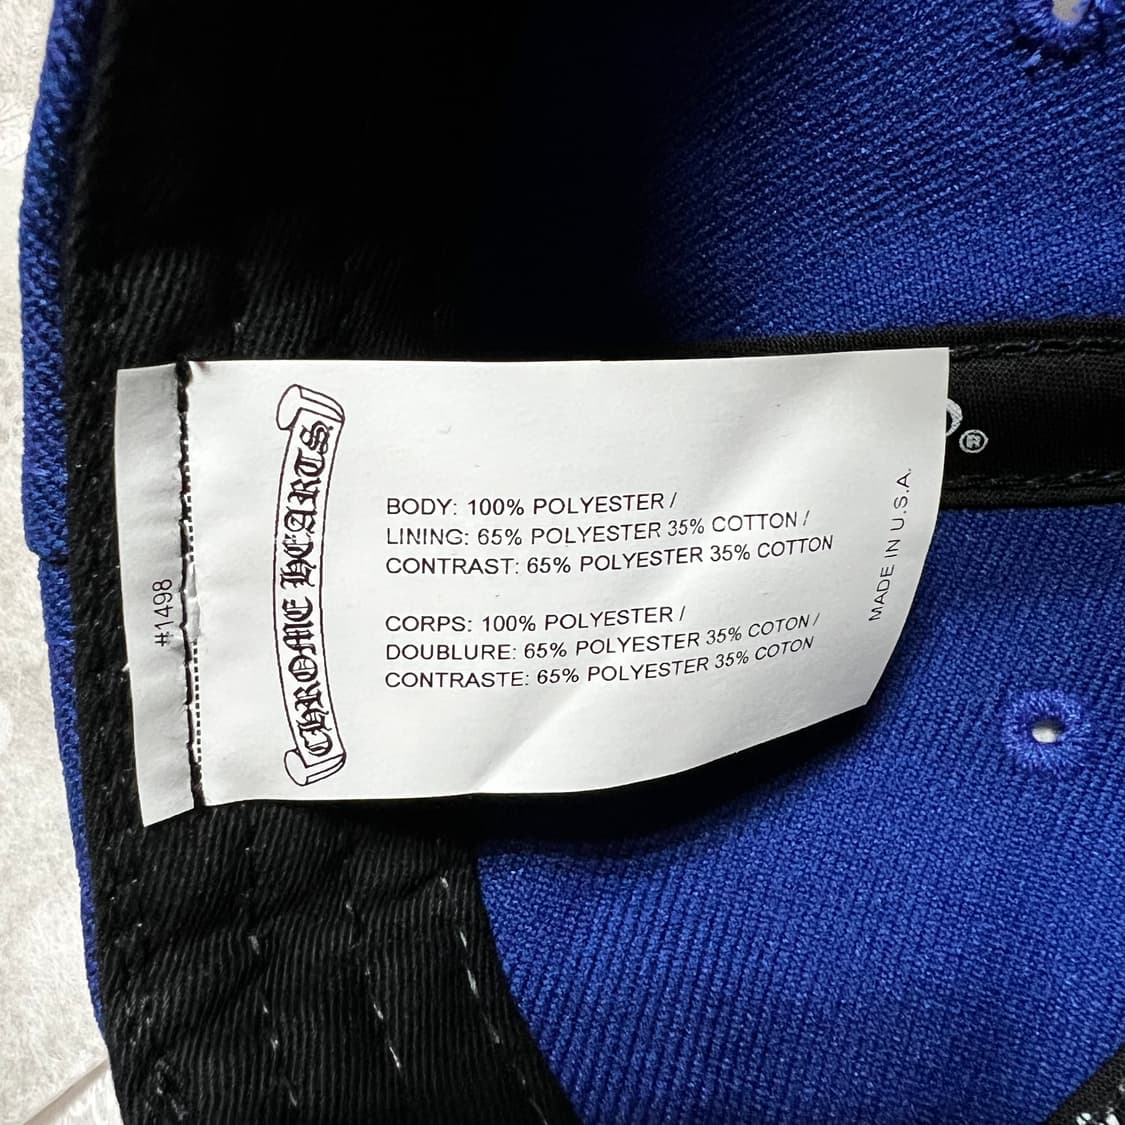 CHROME HEARTS
BODY: 100% POLYESTER /
LINING: 65% POLYESTER 35% COTTON /
CONTRAST: 65% POLYESTER 35% COTTON
CORPS: 100% POLYESTER /
DOUBLURE: 65% POLYESTER 35% COTON /
CONTRASTE: 65% POLYESTER 35% COTON
MADE IN U.S.A.
#1498
®